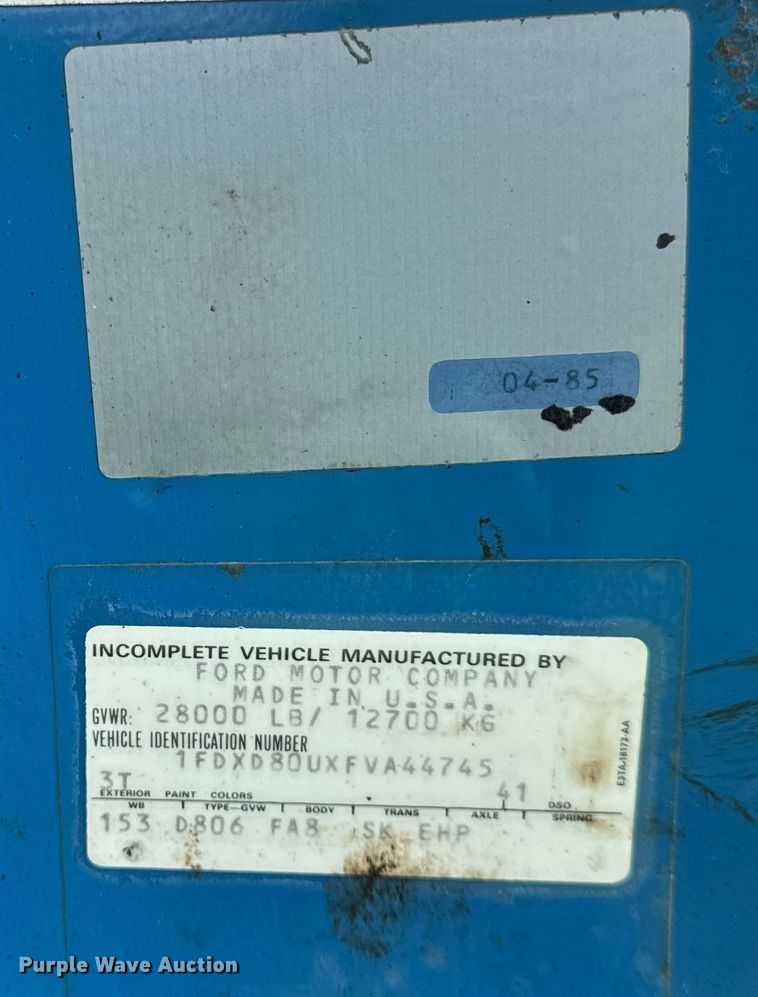 04-85
INCOMPLETE VEHICLE MANUFACTURED BY
FORD MOTOR COMPANY
MADE IN U.S.A.
GVWR: 28000 LB/ 12700 KG
VEHICLE IDENTIFICATION NUMBER
1FDXD80UXFVA44745
3T 41
EXTERIOR PAINT COLORS DSO
WB TYPE-GVW BODY TRANS AXLE SPRING
153 D806 FA8 SK EHP
E3TA-18173-AA
Purple Wave Auction